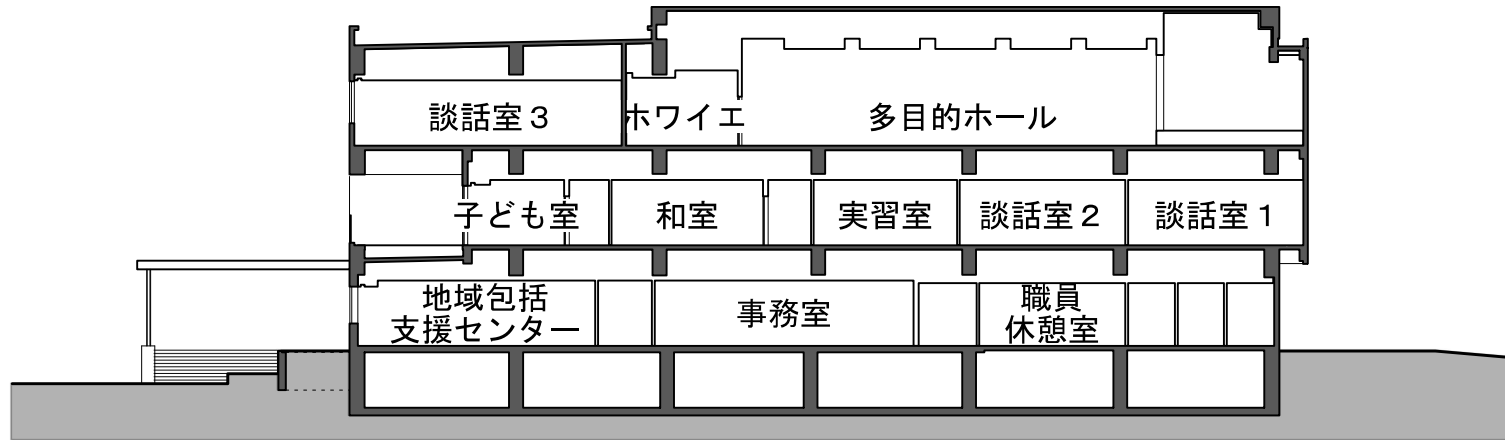 談話室３
ホワイエ
多目的ホール
子ども室
和室
実習室
談話室２
談話室１
地域包括
支援センター
事務室
職員
休憩室